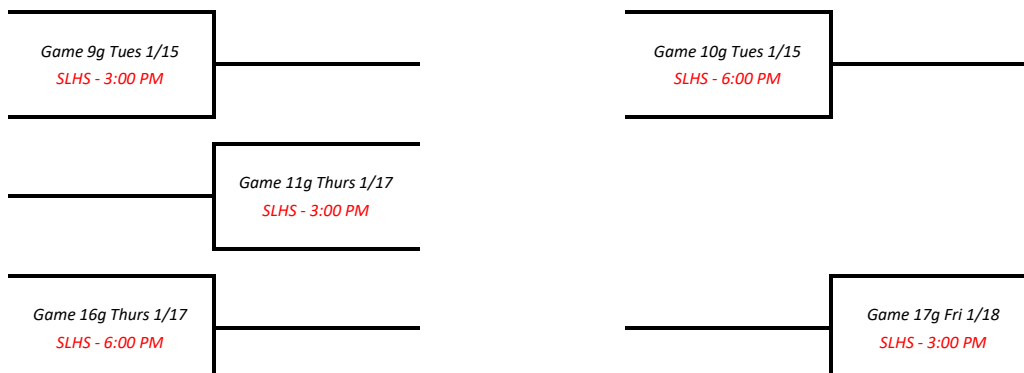 Game 9g Tues 1/15
SLHS - 3:00 PM
Game 10g Tues 1/15
SLHS - 6:00 PM
Game 11g Thurs 1/17
SLHS - 3:00 PM
Game 16g Thurs 1/17
SLHS - 6:00 PM
Game 17g Fri 1/18
SLHS - 3:00 PM